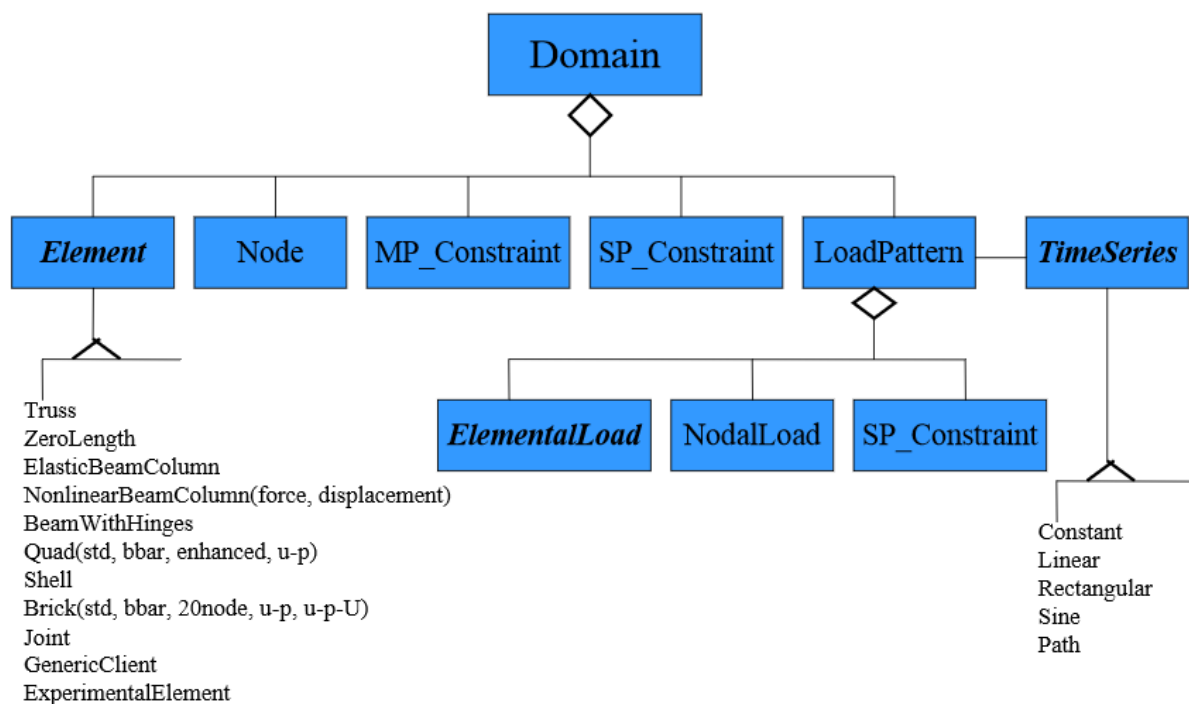 Domain
Element
Node
MP_Constraint
SP_Constraint
LoadPattern
TimeSeries
ElementalLoad
NodalLoad
SP_Constraint
Truss
ZeroLength
ElasticBeamColumn
NonlinearBeamColumn(force, displacement)
BeamWithHinges
Quad(std, bbar, enhanced, u-p)
Shell
Brick(std, bbar, 20node, u-p, u-p-U)
Joint
GenericClient
ExperimentalElement
Constant
Linear
Rectangular
Sine
Path